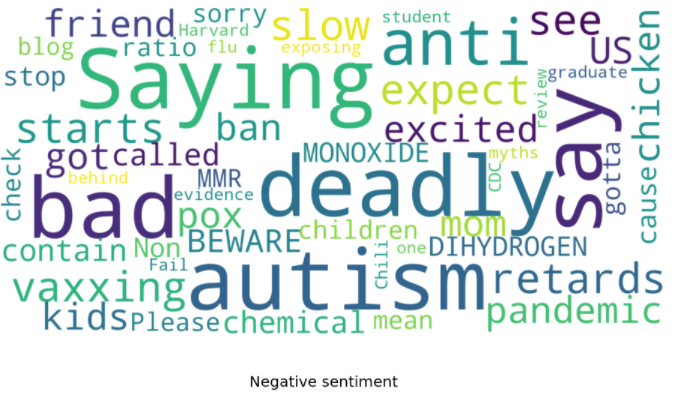 friend sorry slow student see
Harvard
blog ratio flu exposing anti US
stop Saying expect review graduate chicken
starts ban excited say
got called MONOXIDE myths
check behind MMR deadly CDC gotta cause
bad evidence
pox children mom
contain Non BEWARE Chili one DIHYDROGEN
Fail
vaxxing autism retards
kids Please chemical mean pandemic
Negative sentiment